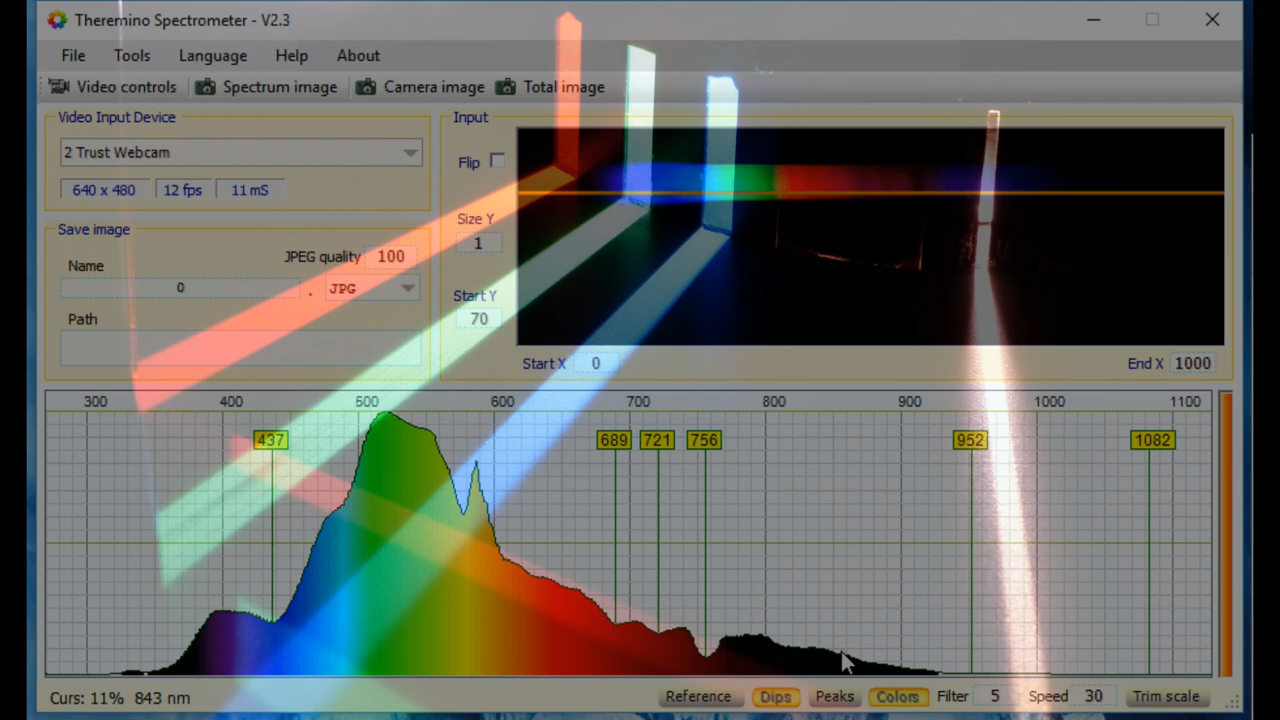 Theremino Spectrometer - V2.3
File Tools Language Help About
Video controls Spectrum image Camera image Total image
Video Input Device
2 Trust Webcam
640 x 480 12 fps 11 mS
Save image
Name JPEG quality 100
0 . JPG
Path
Input
Flip
Size Y
1
Start Y
70
Start X 0 End X 1000
300 400 500 600 700 800 900 1000 1100
437 689 721 756 952 1082
Curs: 11% 843 nm Reference Dips Peaks Colors Filter 5 Speed 30 Trim scale